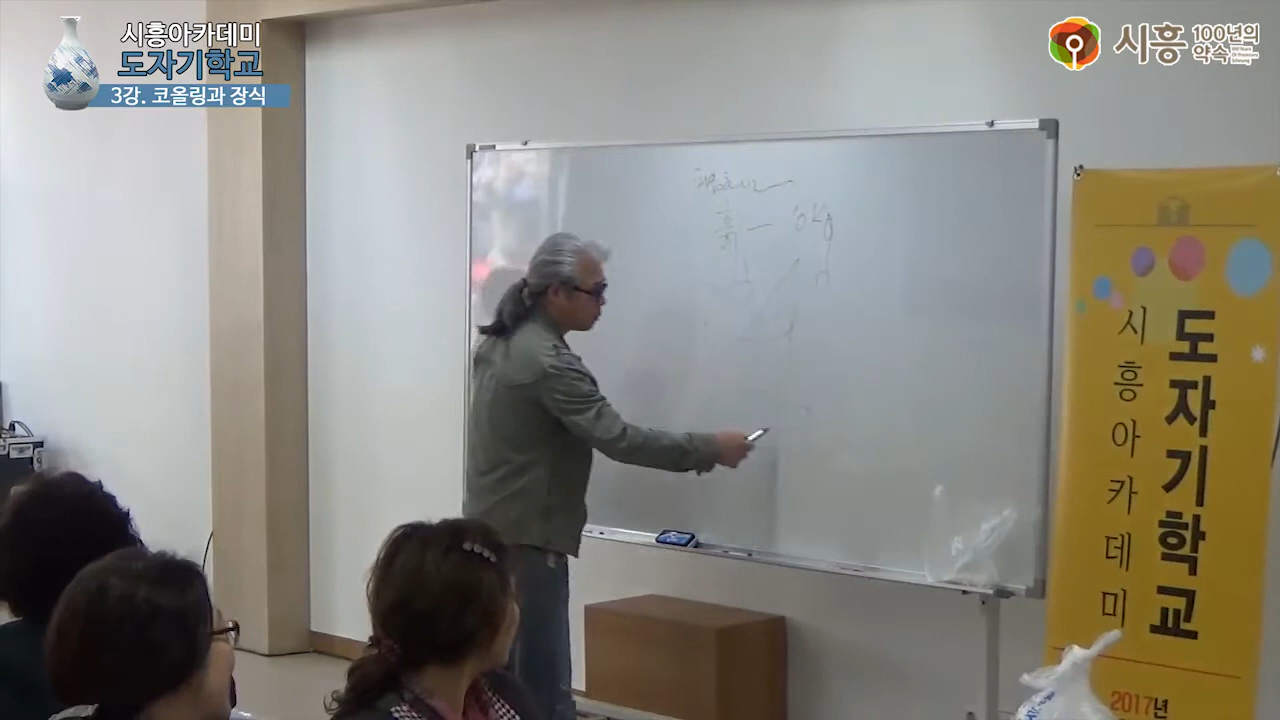 시흥아카데미
도자기학교
3강. 코올링과 장식
시흥 100년의 약속
흙 — 10Kg
도자기학교
시흥아카데미
2017년